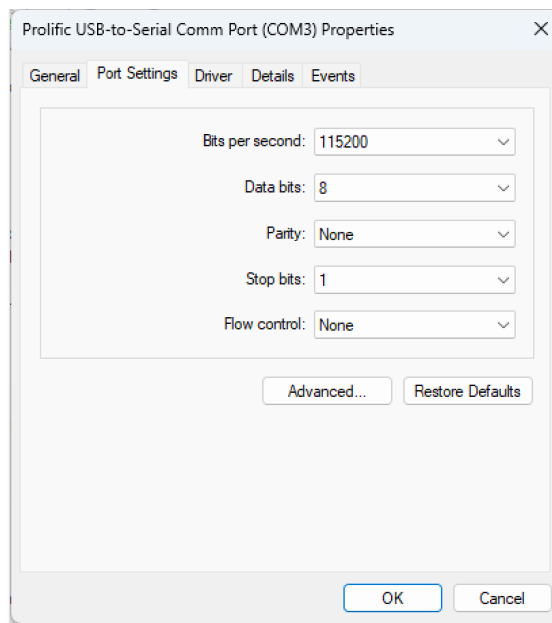 Prolific USB-to-Serial Comm Port (COM3) Properties
General Port Settings Driver Details Events
Bits per second: 115200
Data bits: 8
Parity: None
Stop bits: 1
Flow control: None
Advanced... Restore Defaults
OK Cancel